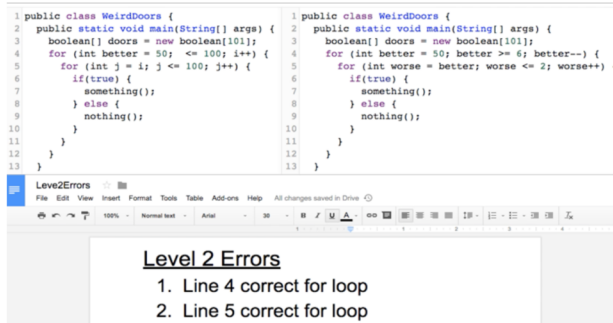 1 public class WeirdDoors {
2 public static void main(String[] args) {
3 boolean[] doors = new boolean[101];
4 for (int better = 50; <= 100; i++) {
5 for (int j = i; j <= 100; j++) {
6 if(true) {
7 something();
8 } else {
9 nothing();
10 }
11 }
12 }
13 }
1 public class WeirdDoors {
2 public static void main(String[] args) {
3 boolean[] doors = new boolean[101];
4 for (int better = 50; better >= 6; better--) {
5 for (int worse = better; worse <= 2; worse++) {
6 if(true) {
7 something();
8 } else {
9 nothing();
10 }
11 }
12 }
13 }
Leve2Errors
File Edit View Insert Format Tools Table Add-ons Help All changes saved in Drive
100% Normal text Arial 30 B I U A
1 1 2 3 4
Level 2 Errors
1. Line 4 correct for loop
2. Line 5 correct for loop